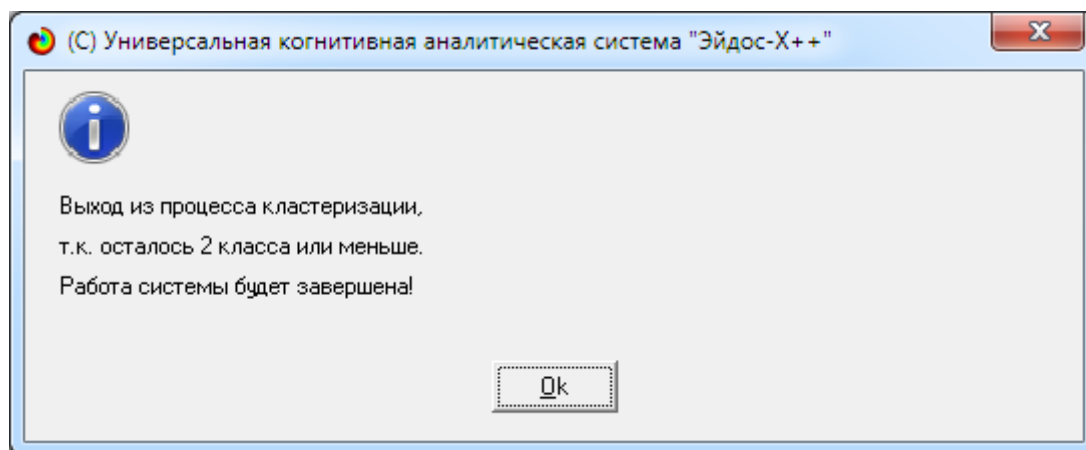 (С) Универсальная когнитивная аналитическая система "Эйдос-Х++"
Выход из процесса кластеризации,
т.к. осталось 2 класса или меньше.
Работа системы будет завершена!
Ok